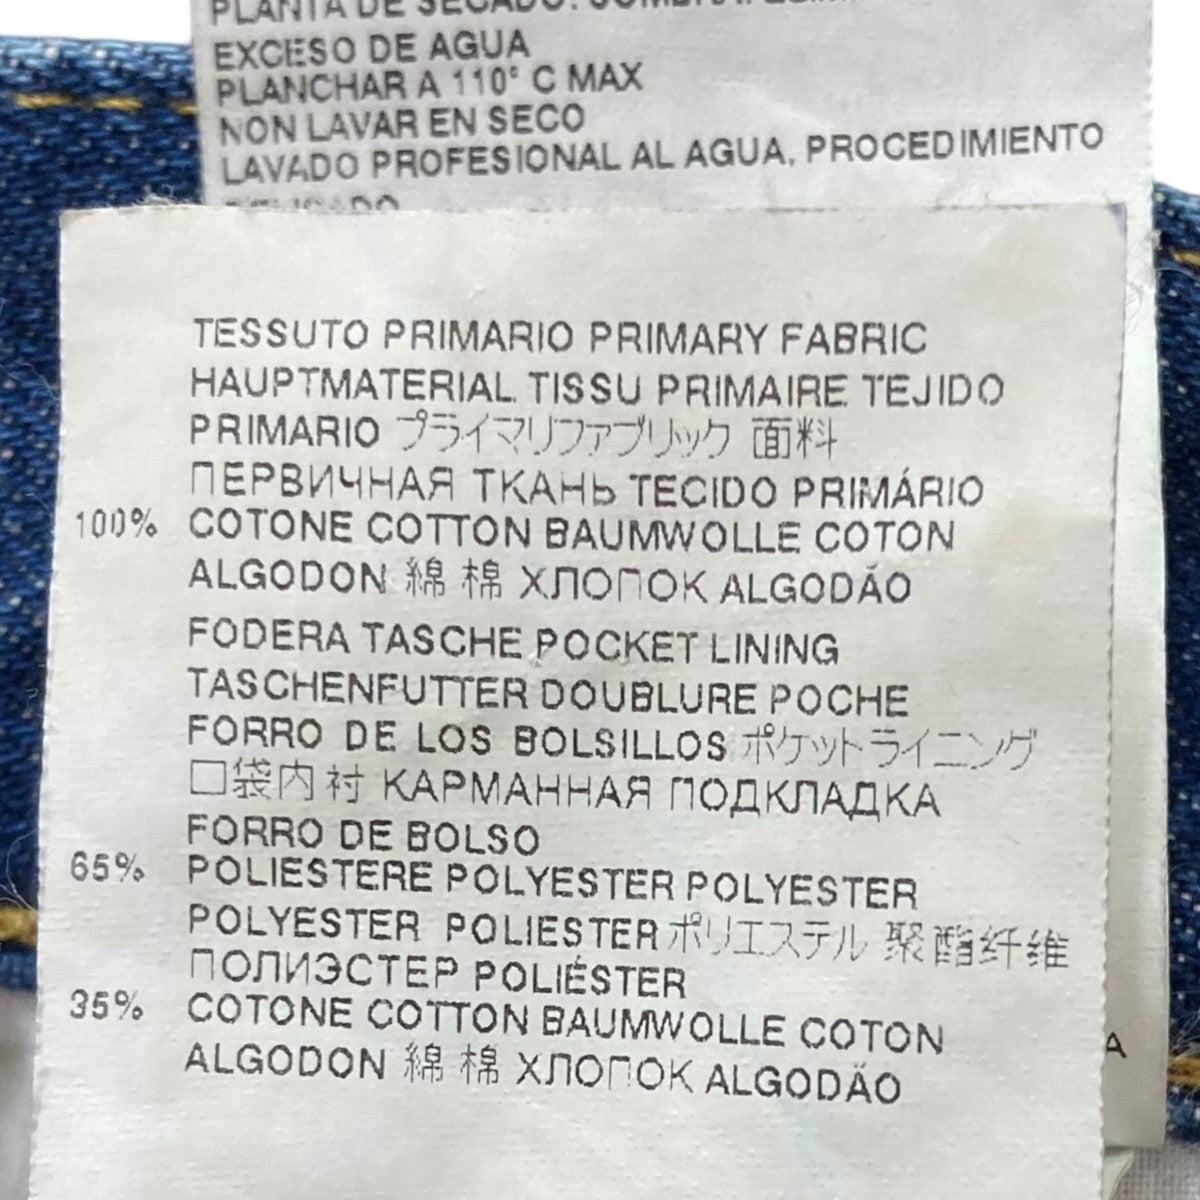 PLANTA DE SECADO:
EXCESO DE AGUA
PLANCHAR A 110° C MAX
NON LAVAR EN SECO
LAVADO PROFESIONAL AL AGUA, PROCEDIMIENTO
TESSUTO PRIMARIO PRIMARY FABRIC
HAUPTMATERIAL TISSU PRIMAIRE TEJIDO
PRIMARIO プライマリファブリック 面料
ПЕРВИЧНАЯ ТКАНЬ TECIDO PRIMÁRIO
100% COTONE COTTON BAUMWOLLE COTON
ALGODON 綿 棉 ХЛОПОК ALGODÃO
FODERA TASCHE POCKET LINING
TASCHENFUTTER DOUBLURE POCHE
FORRO DE LOS BOLSILLOS ポケットライニング
口袋内衬 КАРМАННАЯ ПОДКЛАДКА
FORRO DE BOLSO
65% POLIESTERE POLYESTER POLYESTER
POLYESTER POLIESTER ポリエステル 聚酯纤维
ПОЛИЭСТЕР POLIÉSTER
35% COTONE COTTON BAUMWOLLE COTON
ALGODON 綿 棉 ХЛОПОК ALGODÃO
A